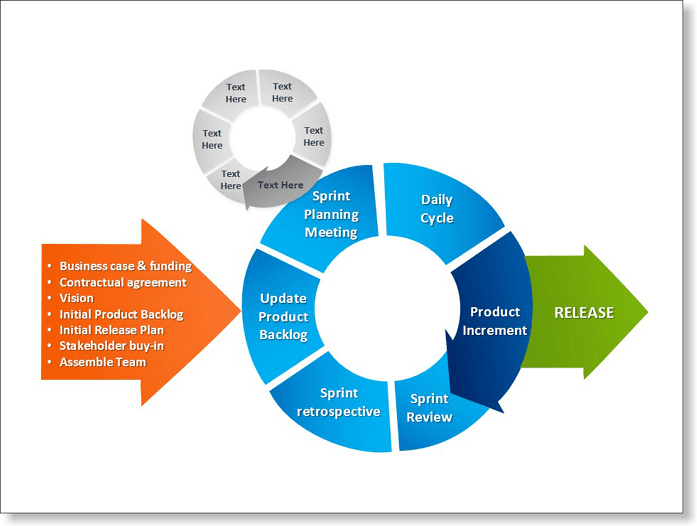 Text
Here
Text
Here
Text
Here
Text
Here
Text
Here
Text Here
Sprint
Planning
Meeting
Daily
Cycle
• Business case & funding
• Contractual agreement
• Vision
• Initial Product Backlog
• Initial Release Plan
• Stakeholder buy-in
• Assemble Team
Update
Product
Backlog
Product
Increment
RELEASE
Sprint
retrospective
Sprint
Review